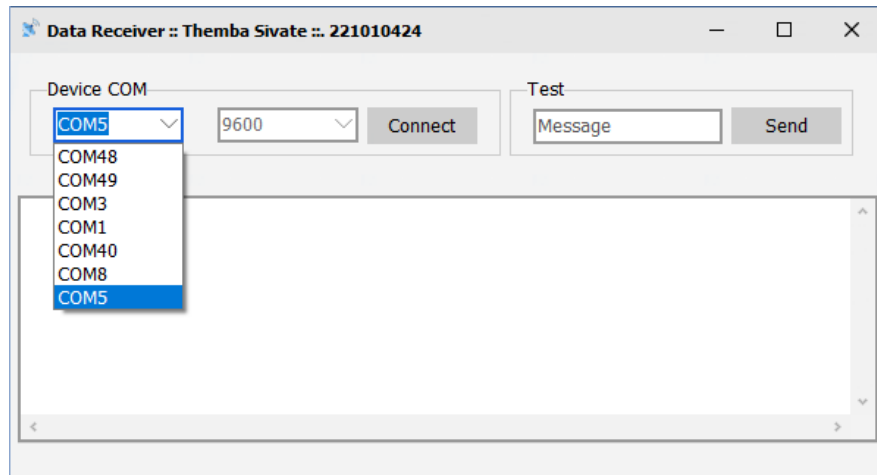 Data Receiver :: Themba Sivate ::. 221010424
Device COM
Test
COM5
9600
Connect
Message
Send
COM48
COM49
COM3
COM1
COM40
COM8
COM5